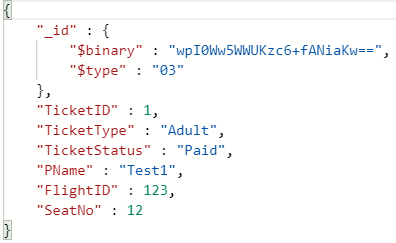 {
"_id" : {
"$binary" : "wpI0Ww5WWUKzc6+fANiaKw==",
"$type" : "03"
},
"TicketID" : 1,
"TicketType" : "Adult",
"TicketStatus" : "Paid",
"PName" : "Test1",
"FlightID" : 123,
"SeatNo" : 12
}